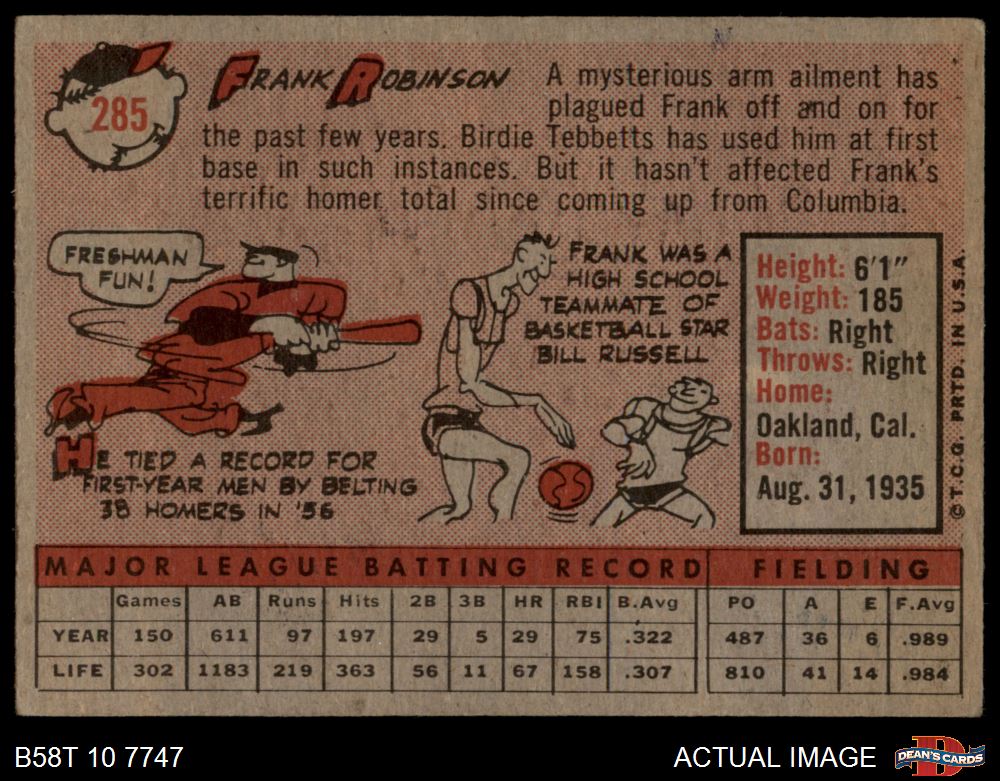 285
FRANK ROBINSON
A mysterious arm ailment has
plagued Frank off and on for
the past few years. Birdie Tebbetts has used him at first
base in such instances. But it hasn't affected Frank's
terrific homer total since coming up from Columbia.
FRESHMAN
FUN!
HE TIED A RECORD FOR
FIRST-YEAR MEN BY BELTING
38 HOMERS IN '56
FRANK WAS A
HIGH SCHOOL
TEAMMATE OF
BASKETBALL STAR
BILL RUSSELL
Height: 6'1"
Weight: 185
Bats: Right
Throws: Right
Home:
Oakland, Cal.
Born:
Aug. 31, 1935
© T.C.G. PRTD. IN U.S.A.
MAJOR LEAGUE BATTING RECORD FIELDING
Games AB Runs Hits 2B 3B HR RBI B.Avg PO A E F.Avg
YEAR 150 611 97 197 29 5 29 75 .322 487 36 6 .989
LIFE 302 1183 219 363 56 11 67 158 .307 810 41 14 .984
B58T 10 7747
ACTUAL IMAGE
D
DEAN'S CARDS